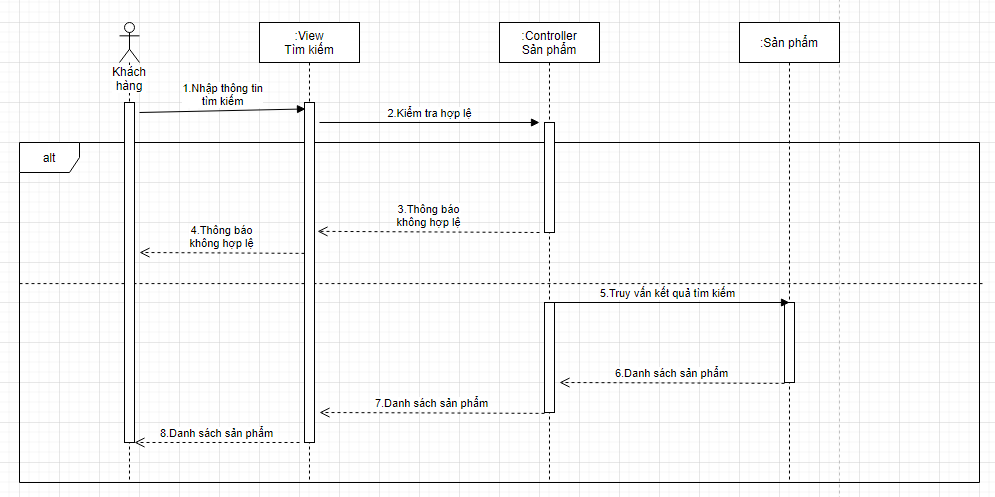 :View
Tìm kiếm
:Controller
Sản phẩm
:Sản phẩm
Khách
hàng
1.Nhập thông tin
tìm kiếm
2.Kiểm tra hợp lệ
alt
3.Thông báo
không hợp lệ
4.Thông báo
không hợp lệ
5.Truy vấn kết quả tìm kiếm
6.Danh sách sản phẩm
7.Danh sách sản phẩm
8.Danh sách sản phẩm